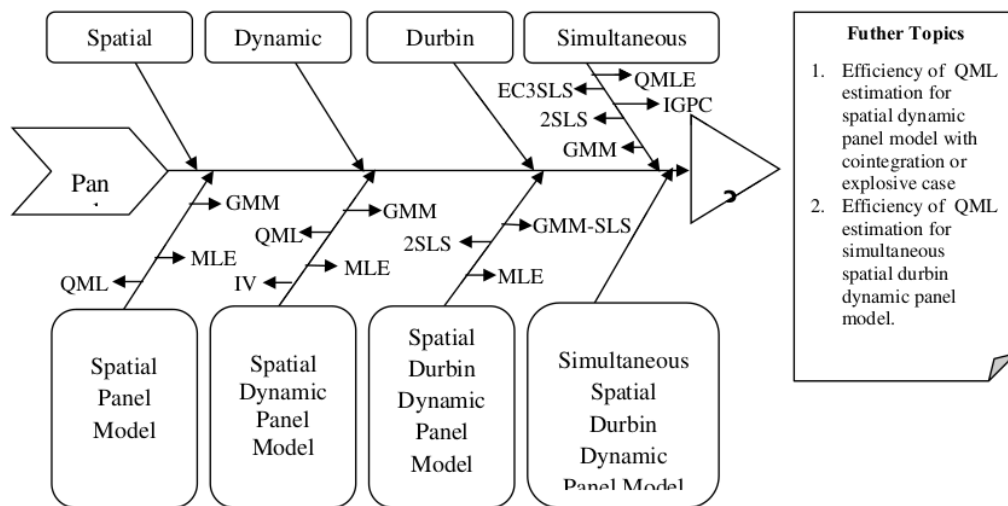 Spatial
Dynamic
Durbin
Simultaneous
QMLE
EC3SLS
IGPC
2SLS
GMM
Pan
GMM
MLE
QML
GMM
QML
MLE
IV
GMM-SLS
2SLS
MLE
Spatial
Panel
Model
Spatial
Dynamic
Panel
Model
Spatial
Durbin
Dynamic
Panel
Model
Simultaneous
Spatial
Durbin
Dynamic
Panel Model
Futher Topics
1. Efficiency of QML
estimation for
spatial dynamic
panel model with
cointegration or
explosive case
2. Efficiency of QML
estimation for
simultaneous
spatial durbin
dynamic panel
model.